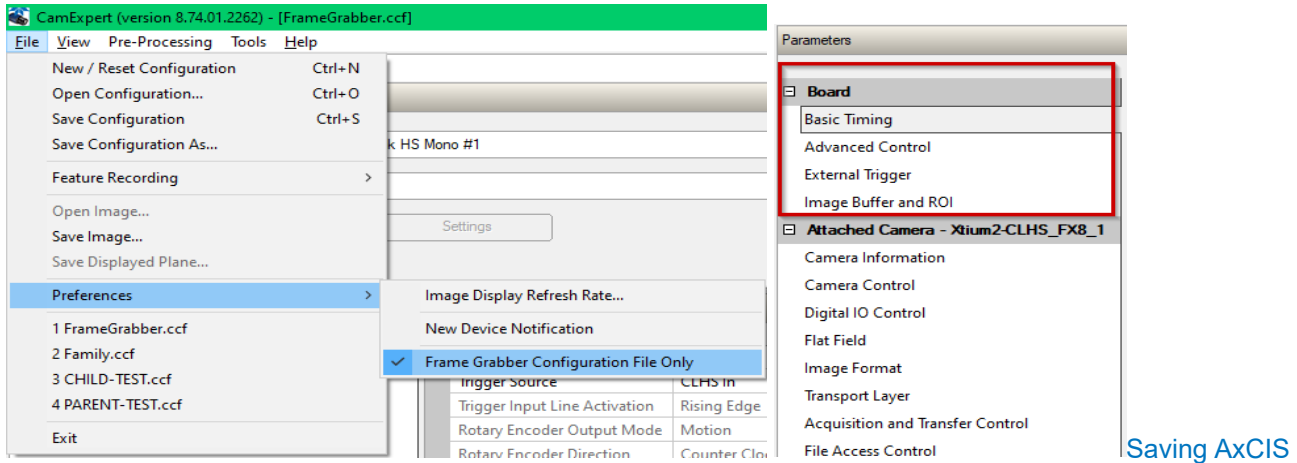 CamExpert (version 8.74.01.2262) - [FrameGrabber.ccf]
File View Pre-Processing Tools Help
New / Reset Configuration Ctrl+N
Open Configuration... Ctrl+O
Save Configuration Ctrl+S
Save Configuration As...
Feature Recording
Open Image...
Save Image...
Save Displayed Plane...
Preferences
1 FrameGrabber.ccf
2 Family.ccf
3 CHILD-TEST.ccf
4 PARENT-TEST.ccf
Exit
k HS Mono #1
Settings
Image Display Refresh Rate...
New Device Notification
Frame Grabber Configuration File Only
Trigger Source CLHS In
Trigger Input Line Activation Rising Edge
Rotary Encoder Output Mode Motion
Rotary Encoder Direction Counter Clo
Parameters
Board
Basic Timing
Advanced Control
External Trigger
Image Buffer and ROI
Attached Camera - Xtium2-CLHS_FX8_1
Camera Information
Camera Control
Digital IO Control
Flat Field
Image Format
Transport Layer
Acquisition and Transfer Control
File Access Control
Saving AxCIS